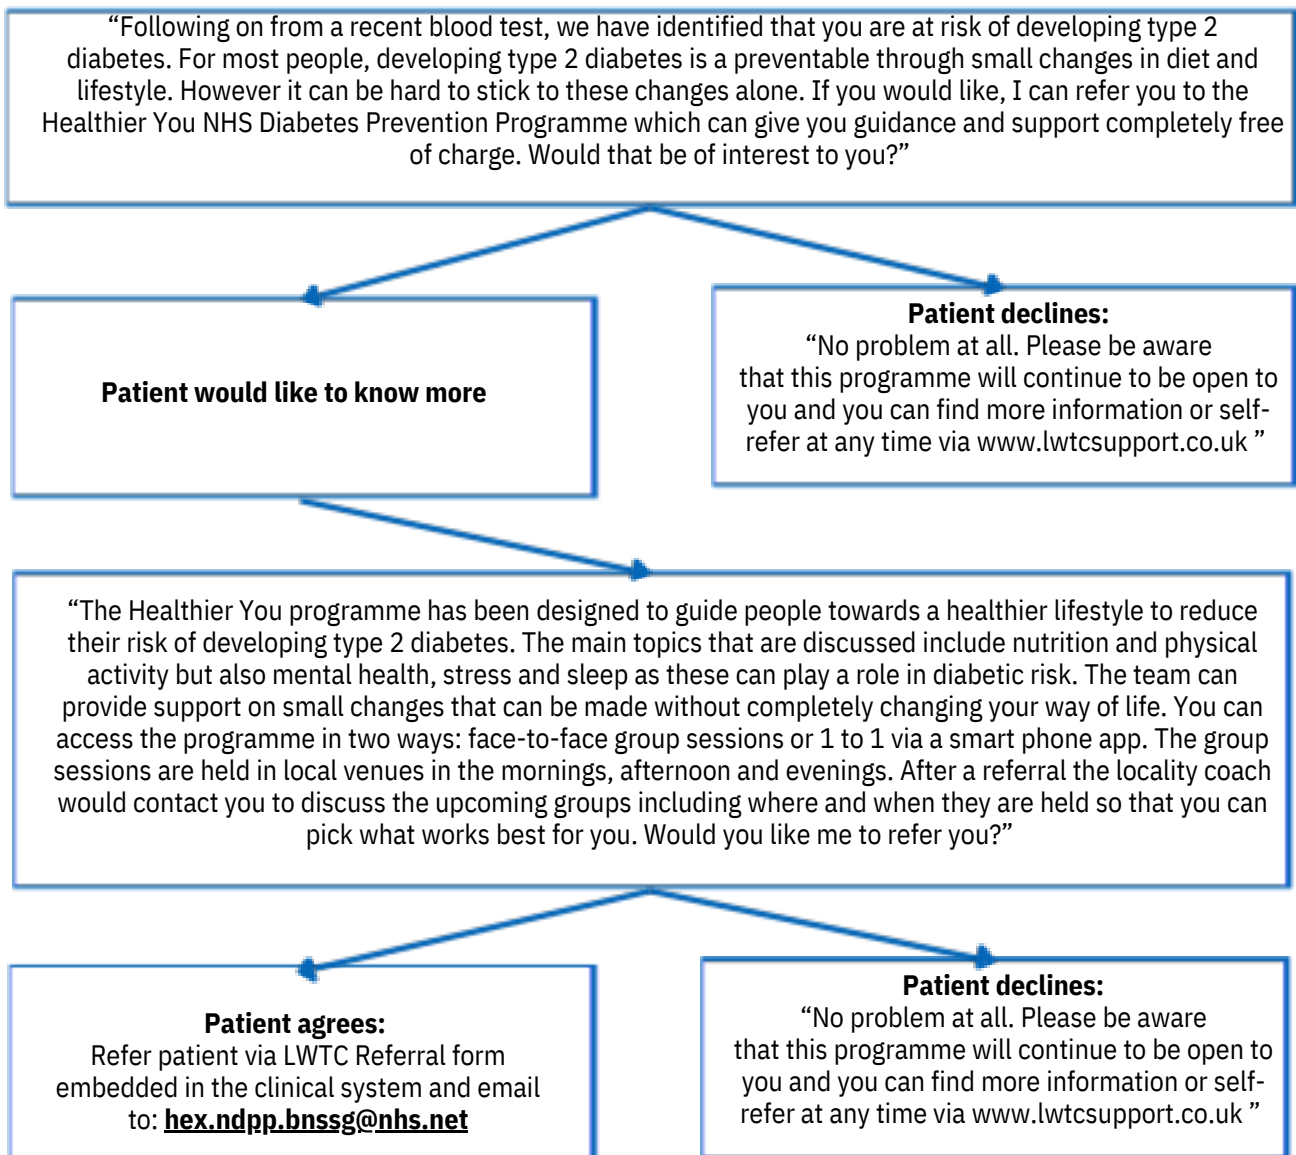 “Following on from a recent blood test, we have identified that you are at risk of developing type 2
diabetes. For most people, developing type 2 diabetes is a preventable through small changes in diet and
lifestyle. However it can be hard to stick to these changes alone. If you would like, I can refer you to the
Healthier You NHS Diabetes Prevention Programme which can give you guidance and support completely free
of charge. Would that be of interest to you?”
Patient would like to know more
Patient declines:
“No problem at all. Please be aware
that this programme will continue to be open to
you and you can find more information or self-
refer at any time via www.lwtcsupport.co.uk ”
“The Healthier You programme has been designed to guide people towards a healthier lifestyle to reduce
their risk of developing type 2 diabetes. The main topics that are discussed include nutrition and physical
activity but also mental health, stress and sleep as these can play a role in diabetic risk. The team can
provide support on small changes that can be made without completely changing your way of life. You can
access the programme in two ways: face-to-face group sessions or 1 to 1 via a smart phone app. The group
sessions are held in local venues in the mornings, afternoon and evenings. After a referral the locality coach
would contact you to discuss the upcoming groups including where and when they are held so that you can
pick what works best for you. Would you like me to refer you?”
Patient agrees:
Refer patient via LWTC Referral form
embedded in the clinical system and email
to: hex.ndpp.bnssg@nhs.net
Patient declines:
“No problem at all. Please be aware
that this programme will continue to be open to
you and you can find more information or self-
refer at any time via www.lwtcsupport.co.uk ”